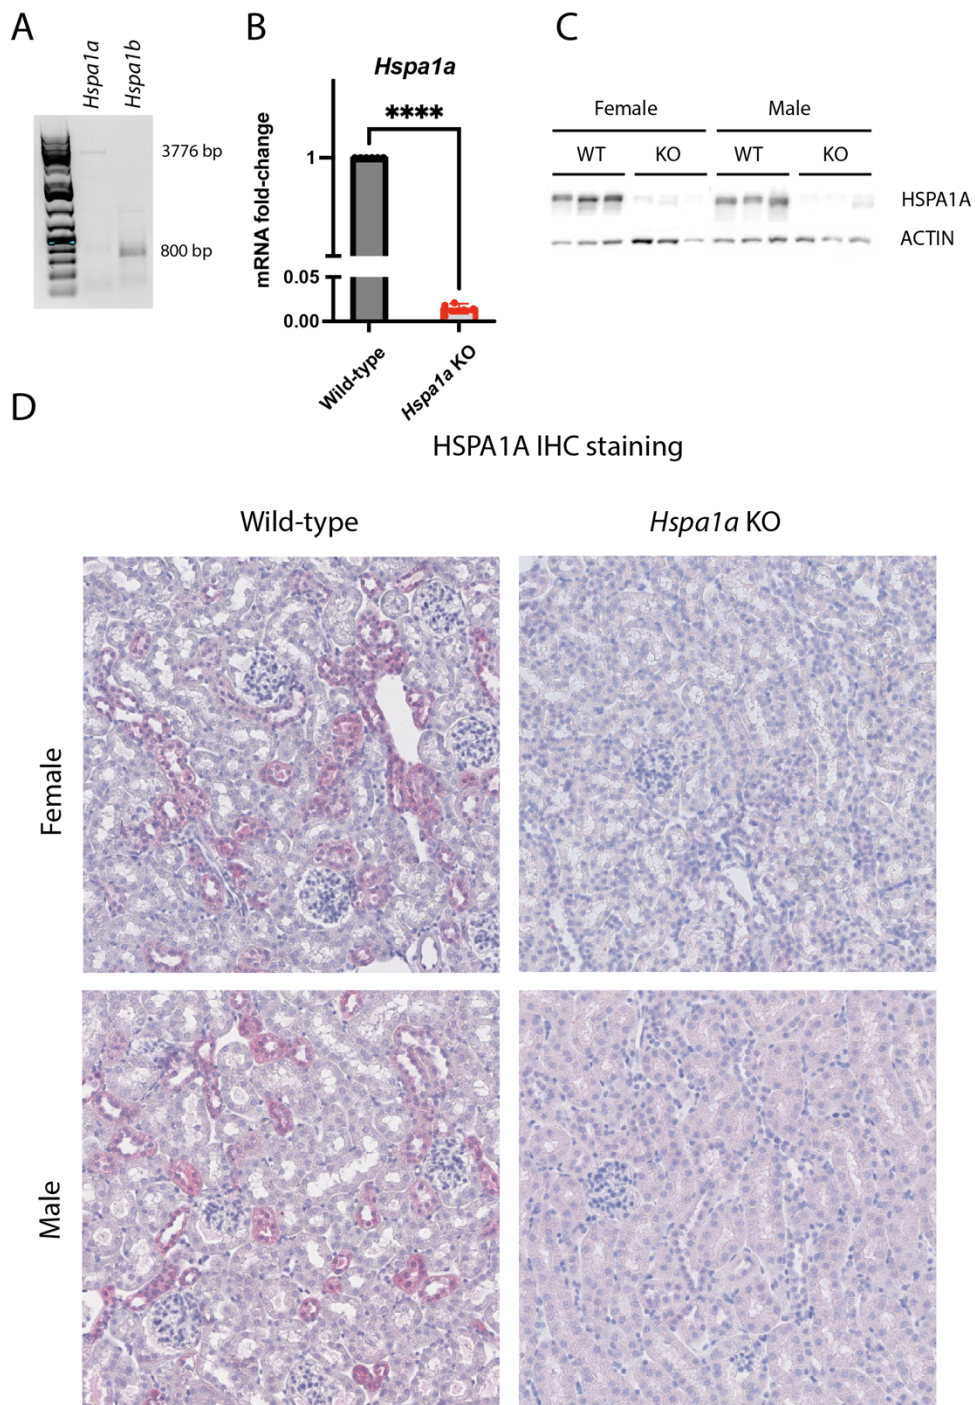 A
Hspa1a
Hspa1b
3776 bp
800 bp
B
Hspa1a
****
mRNA fold-change
1
0.05
0.00
Wild-type
Hspa1a KO
C
Female
Male
WT
KO
WT
KO
HSPA1A
ACTIN
D
HSPA1A IHC staining
Wild-type
Hspa1a KO
Female
Male